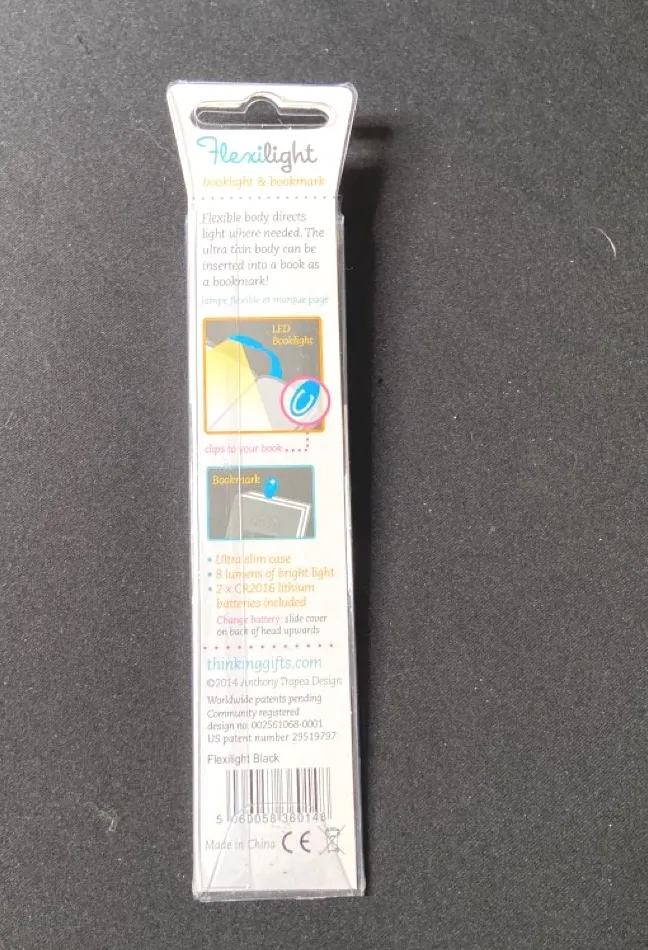 Flexilight
booklight & bookmark
Flexible body directs
light where needed. The
ultra thin body can be
inserted into a book as
a bookmark!
lampe flexible et marque page
LED
Booklight
clips to your book
Bookmark
• Ultra slim case
• 8 lumens of bright light
• 2 x CR2016 lithium
batteries included
Change battery: slide cover
on back of head upwards
thinkinggifts.com
©2014 Anthony Trapea Design
Worldwide patents pending
Community registered
design no. 002561068-0001
US patent number 29519797
Flexilight Black
5 060058 360148
Made in China CE